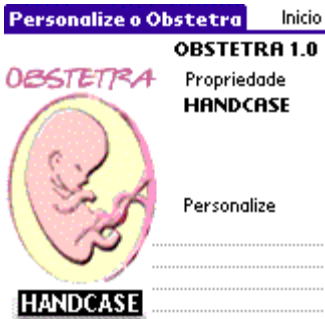 Personalize o Obstetra Inicio
OBSTETRA 1.0
OBSTETRA Propriedade
HANDCASE
Personalize
HANDCASE